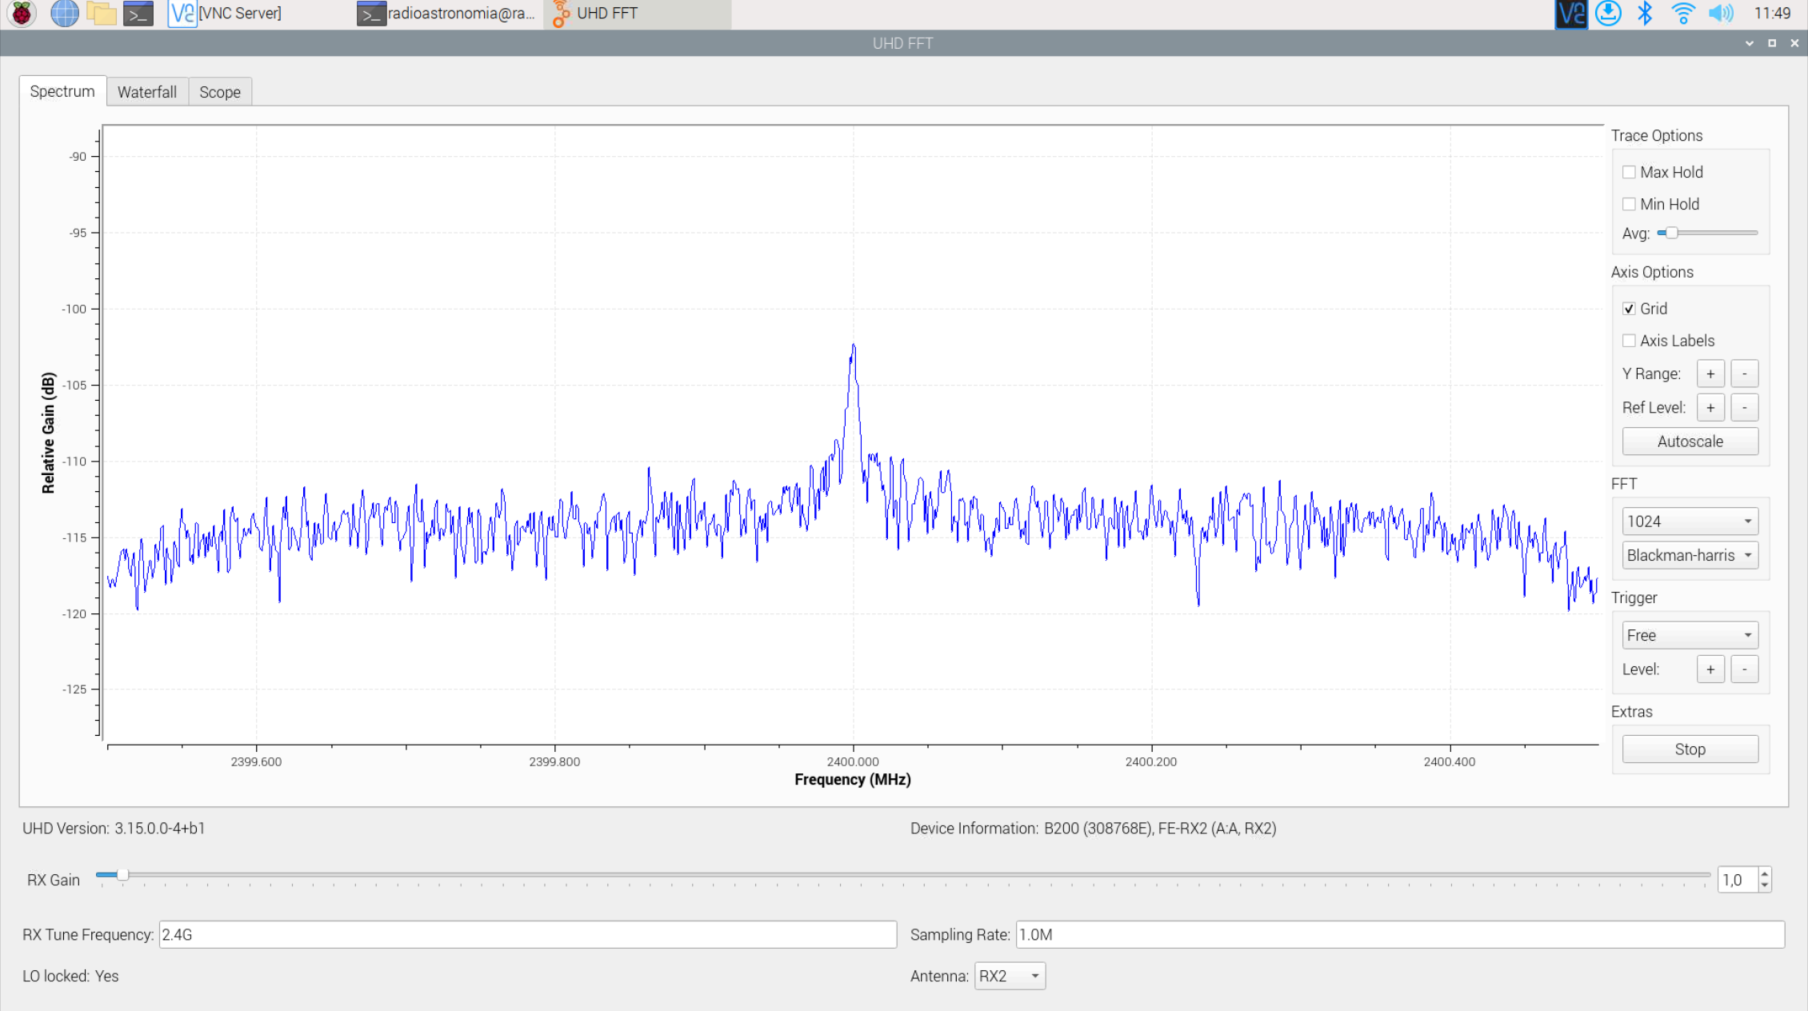 [VNC Server]
radioastronomia@ra...
UHD FFT
11:49
UHD FFT
Spectrum
Waterfall
Scope
-90
-95
-100
-105
-110
-115
-120
-125
Relative Gain (dB)
2399.600
2399.800
2400.000
2400.200
2400.400
Frequency (MHz)
Trace Options
Max Hold
Min Hold
Avg:
Axis Options
Grid
Axis Labels
Y Range: + -
Ref Level: + -
Autoscale
FFT
1024
Blackman-harris
Trigger
Free
Level: + -
Extras
Stop
UHD Version: 3.15.0.0-4+b1
Device Information: B200 (308768E), FE-RX2 (A:A, RX2)
RX Gain
1,0
RX Tune Frequency: 2.4G
Sampling Rate: 1.0M
LO locked: Yes
Antenna: RX2